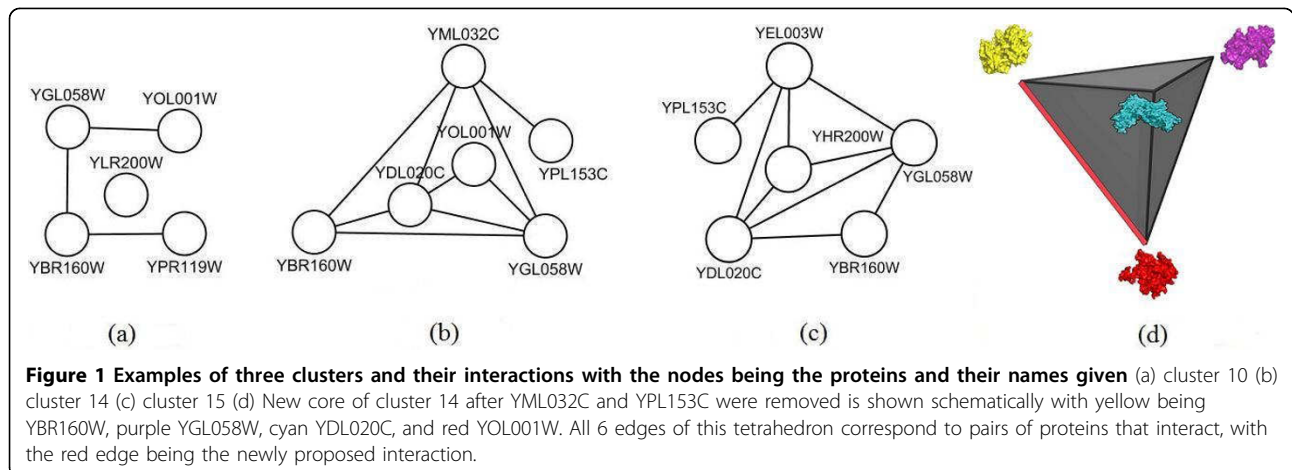 YGL058W
YOL001W
YLR200W
YBR160W
YPR119W
(a)
YML032C
YOL001W
YDL020C
YPL153C
YBR160W
YGL058W
(b)
YEL003W
YPL153C
YHR200W
YGL058W
YDL020C
YBR160W
(c)
(d)
Figure 1 Examples of three clusters and their interactions with the nodes being the proteins and their names given (a) cluster 10 (b)
cluster 14 (c) cluster 15 (d) New core of cluster 14 after YML032C and YPL153C were removed is shown schematically with yellow being
YBR160W, purple YGL058W, cyan YDL020C, and red YOL001W. All 6 edges of this tetrahedron correspond to pairs of proteins that interact, with
the red edge being the newly proposed interaction.